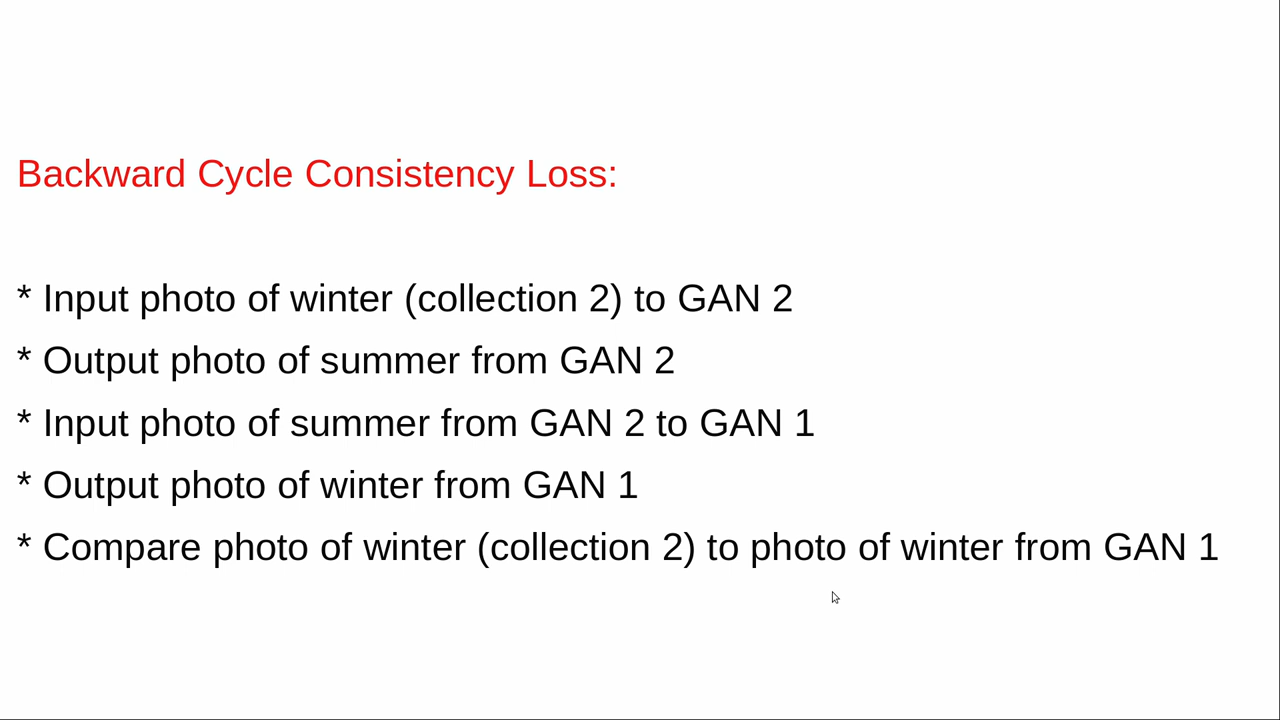 Backward Cycle Consistency Loss:
* Input photo of winter (collection 2) to GAN 2
* Output photo of summer from GAN 2
* Input photo of summer from GAN 2 to GAN 1
* Output photo of winter from GAN 1
* Compare photo of winter (collection 2) to photo of winter from GAN 1